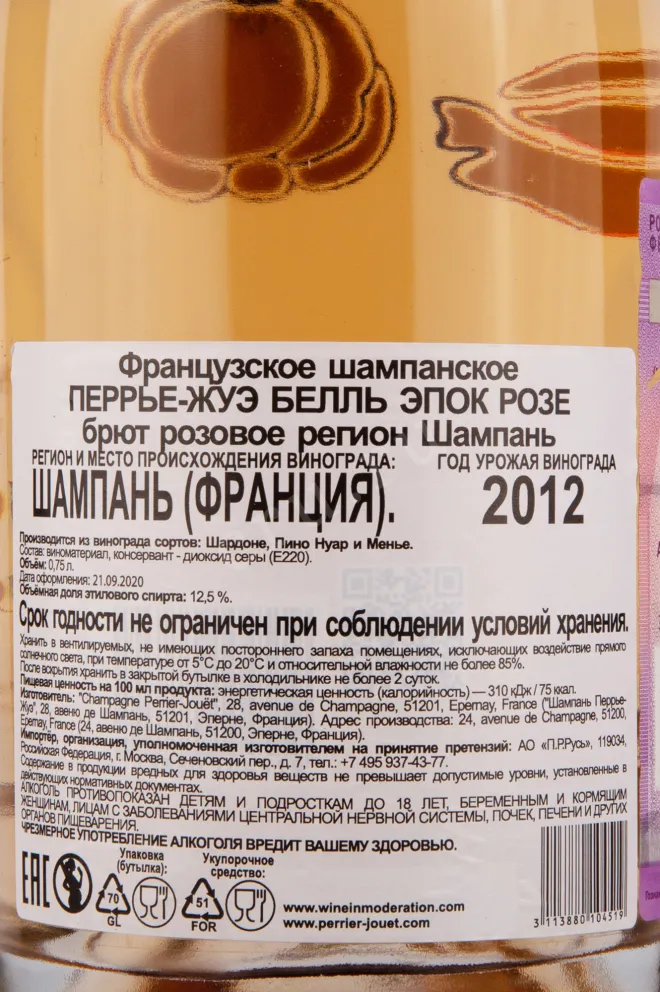 Французское шампанское
ПЕРРЬЕ-ЖУЭ БЕЛЛЬ ЭПОК РОЗЕ
брют розовое регион Шампань
РЕГИОН И МЕСТО ПРОИСХОЖДЕНИЯ ВИНОГРАДА: ГОД УРОЖАЯ ВИНОГРАДА
ШАМПАНЬ (ФРАНЦИЯ). 2012
Производится из винограда сортов: Шардоне, Пино Нуар и Менье.
Состав: виноматериал, консервант - диоксид серы (Е220).
Объём: 0,75 л.
Дата оформления: 21.09.2020
Объёмная доля этилового спирта: 12,5 %.
Срок годности не ограничен при соблюдении условий хранения.
Хранить в вентилируемых, не имеющих постороннего запаха помещениях, исключающих воздействие прямого
солнечного света, при температуре от 5°С до 20°С и относительной влажности не более 85%.
После вскрытия хранить в закрытой бутылке в холодильнике не более 2 суток.
Пищевая ценность на 100 мл продукта: энергетическая ценность (калорийность) — 310 кДж / 75 ккал.
Изготовитель: "Champagne Perrier-Jouët", 28, avenue de Champagne, 51201, Epernay, France ("Шампань Перрье-
Жуэ", 28, авеню де Шампань, 51201, Эперне, Франция). Адрес производства: 24, avenue de Champagne, 51200,
Epernay, France (24, авеню де Шампань, 51200, Эперне, Франция).
Импортёр, организация, уполномоченная изготовителем на принятие претензий: АО «П.Р.Русь», 119034,
Российская Федерация, г. Москва, Сеченовский пер., д. 7, тел.: +7 495 937-43-77.
Содержание в продукции вредных для здоровья веществ не превышает допустимые уровни, установленные в
действующих нормативных документах.
АЛКОГОЛЬ ПРОТИВОПОКАЗАН ДЕТЯМ И ПОДРОСТКАМ ДО 18 ЛЕТ, БЕРЕМЕННЫМ И КОРМЯЩИМ
ЖЕНЩИНАМ, ЛИЦАМ С ЗАБОЛЕВАНИЯМИ ЦЕНТРАЛЬНОЙ НЕРВНОЙ СИСТЕМЫ, ПОЧЕК, ПЕЧЕНИ И ДРУГИХ
ОРГАНОВ ПИЩЕВАРЕНИЯ.
ЧРЕЗМЕРНОЕ УПОТРЕБЛЕНИЕ АЛКОГОЛЯ ВРЕДИТ ВАШЕМУ ЗДОРОВЬЮ.
Упаковка Укупорочное
(бутылка): средство:
EAC 70 51
GL FOR
www.wineinmoderation.com
www.perrier-jouet.com
3 113880 104519